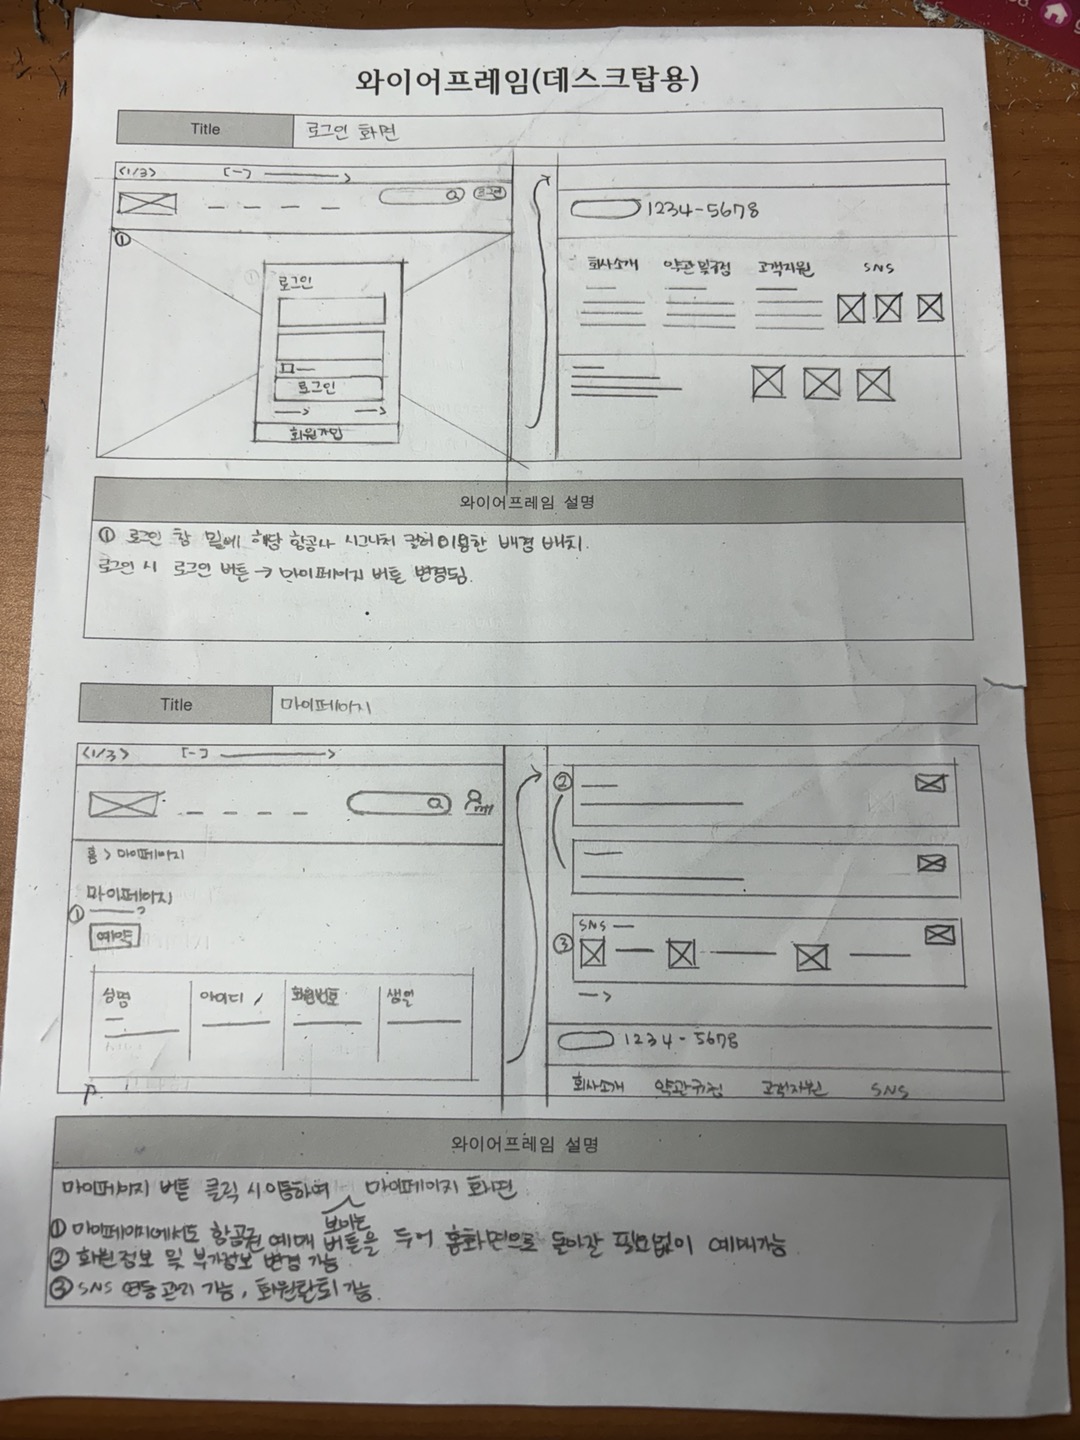 와이어프레임(데스크탑용)
Title 로그인 화면
<1/3> [-]
로그인
①
로그인
로그인
회원가입
1234-5678
회사소개 약관 및 규정 고객지원 SNS
와이어프레임 설명
① 로그인 창 밑에 해당 항공사 시그니처 컬러 이용한 배경 배치.
로그인 시 로그인 버튼 → 마이페이지 버튼 변경됨.
Title 마이페이지
<1/3> [-]
홈 > 마이페이지
마이페이지
①
예약
성명 아이디 회원번호 생일
②
③ SNS
1234-5678
회사소개 약관규정 고객지원 SNS
와이어프레임 설명
마이페이지 버튼 클릭 시 이동하여 보이는 마이페이지 화면
① 마이페이지에서도 항공권 예매 버튼을 두어 홈화면으로 돌아갈 필요없이 예매가능
② 회원정보 및 부가정보 변경 가능
③ SNS 연동관리 가능, 회원탈퇴 가능.